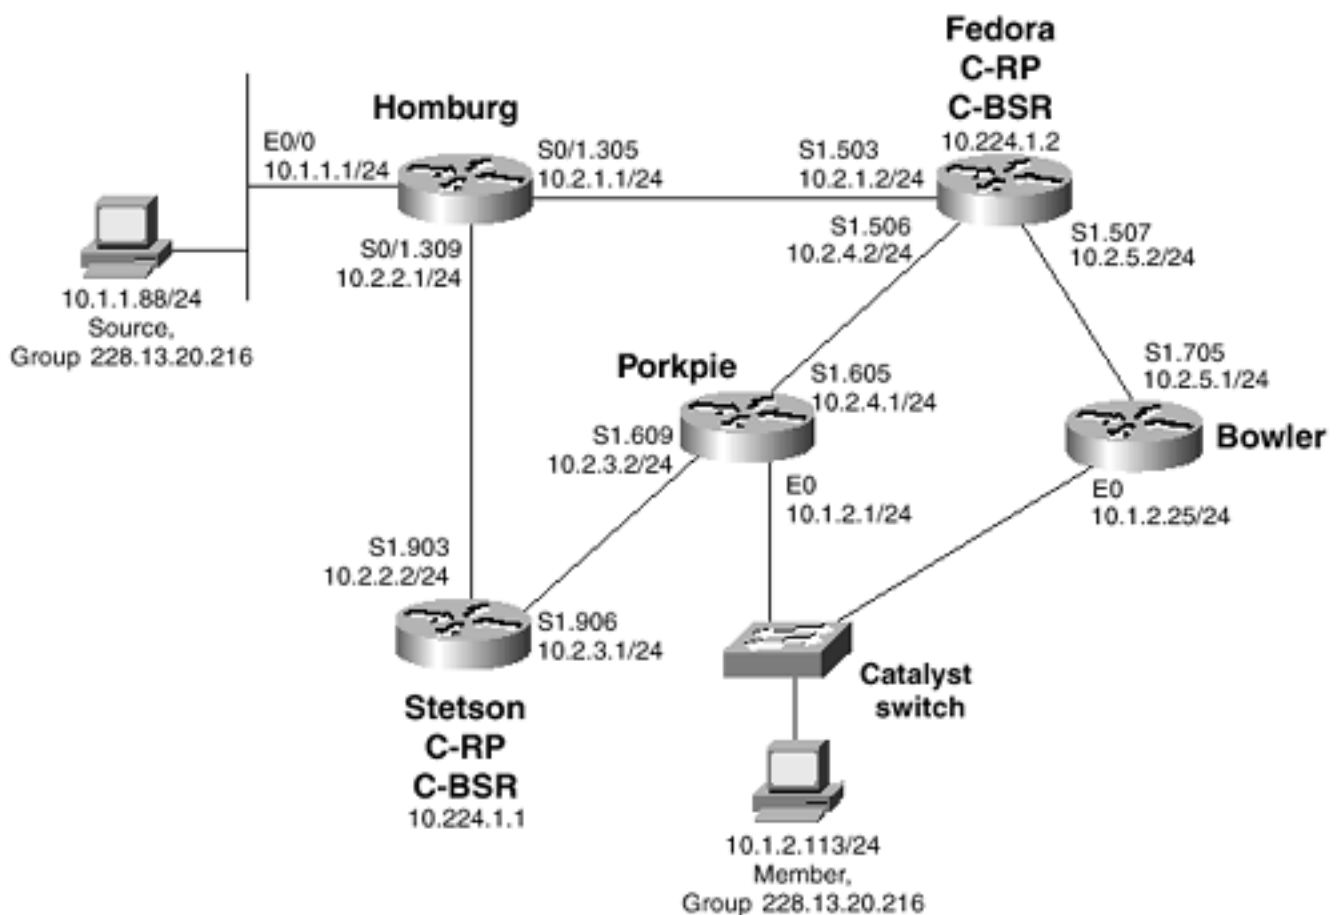 Fedora
C-RP
C-BSR
10.224.1.2
Homburg
E0/0
10.1.1.1/24
S0/1.305
10.2.1.1/24
S1.503
10.2.1.2/24
S1.506
10.2.4.2/24
S1.507
10.2.5.2/24
S0/1.309
10.2.2.1/24
10.1.1.88/24
Source,
Group 228.13.20.216
Porkpie
S1.605
10.2.4.1/24
S1.705
10.2.5.1/24
Bowler
S1.609
10.2.3.2/24
E0
10.1.2.1/24
E0
10.1.2.25/24
S1.903
10.2.2.2/24
S1.906
10.2.3.1/24
Stetson
C-RP
C-BSR
10.224.1.1
Catalyst
switch
10.1.2.113/24
Member,
Group 228.13.20.216